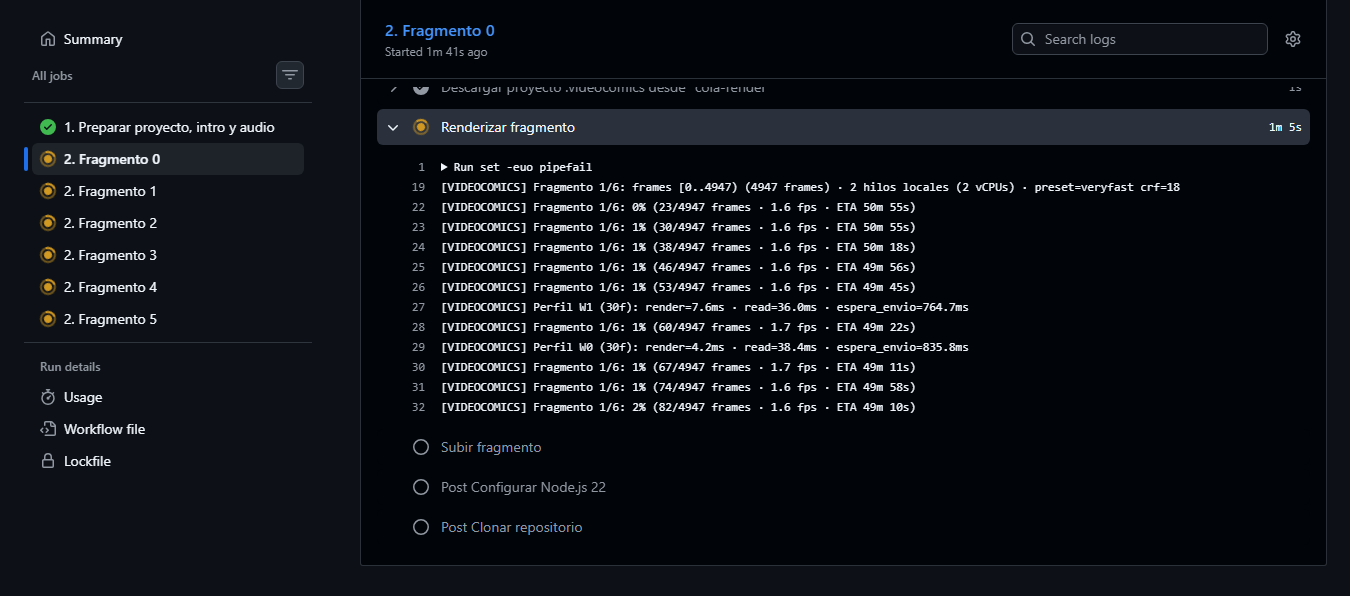 Summary
All jobs
1. Preparar proyecto, intro y audio
2. Fragmento 0
2. Fragmento 1
2. Fragmento 2
2. Fragmento 3
2. Fragmento 4
2. Fragmento 5
Run details
Usage
Workflow file
Lockfile
2. Fragmento 0
Started 1m 41s ago
Search logs
Descargar proyecto .videocomics desde "cola-render" 1s
Renderizar fragmento 1m 5s
1 ▶ Run set -euo pipefail
19 [VIDEOCOMICS] Fragmento 1/6: frames [0..4947) (4947 frames) · 2 hilos locales (2 vCPUs) · preset=veryfast crf=18
22 [VIDEOCOMICS] Fragmento 1/6: 0% (23/4947 frames · 1.6 fps · ETA 50m 55s)
23 [VIDEOCOMICS] Fragmento 1/6: 1% (30/4947 frames · 1.6 fps · ETA 50m 55s)
24 [VIDEOCOMICS] Fragmento 1/6: 1% (38/4947 frames · 1.6 fps · ETA 50m 18s)
25 [VIDEOCOMICS] Fragmento 1/6: 1% (46/4947 frames · 1.6 fps · ETA 49m 56s)
26 [VIDEOCOMICS] Fragmento 1/6: 1% (53/4947 frames · 1.6 fps · ETA 49m 45s)
27 [VIDEOCOMICS] Perfil W1 (30f): render=7.6ms · read=36.0ms · espera_envio=764.7ms
28 [VIDEOCOMICS] Fragmento 1/6: 1% (60/4947 frames · 1.7 fps · ETA 49m 22s)
29 [VIDEOCOMICS] Perfil W0 (30f): render=4.2ms · read=38.4ms · espera_envio=835.8ms
30 [VIDEOCOMICS] Fragmento 1/6: 1% (67/4947 frames · 1.7 fps · ETA 49m 11s)
31 [VIDEOCOMICS] Fragmento 1/6: 1% (74/4947 frames · 1.6 fps · ETA 49m 58s)
32 [VIDEOCOMICS] Fragmento 1/6: 2% (82/4947 frames · 1.6 fps · ETA 49m 10s)
Subir fragmento
Post Configurar Node.js 22
Post Clonar repositorio